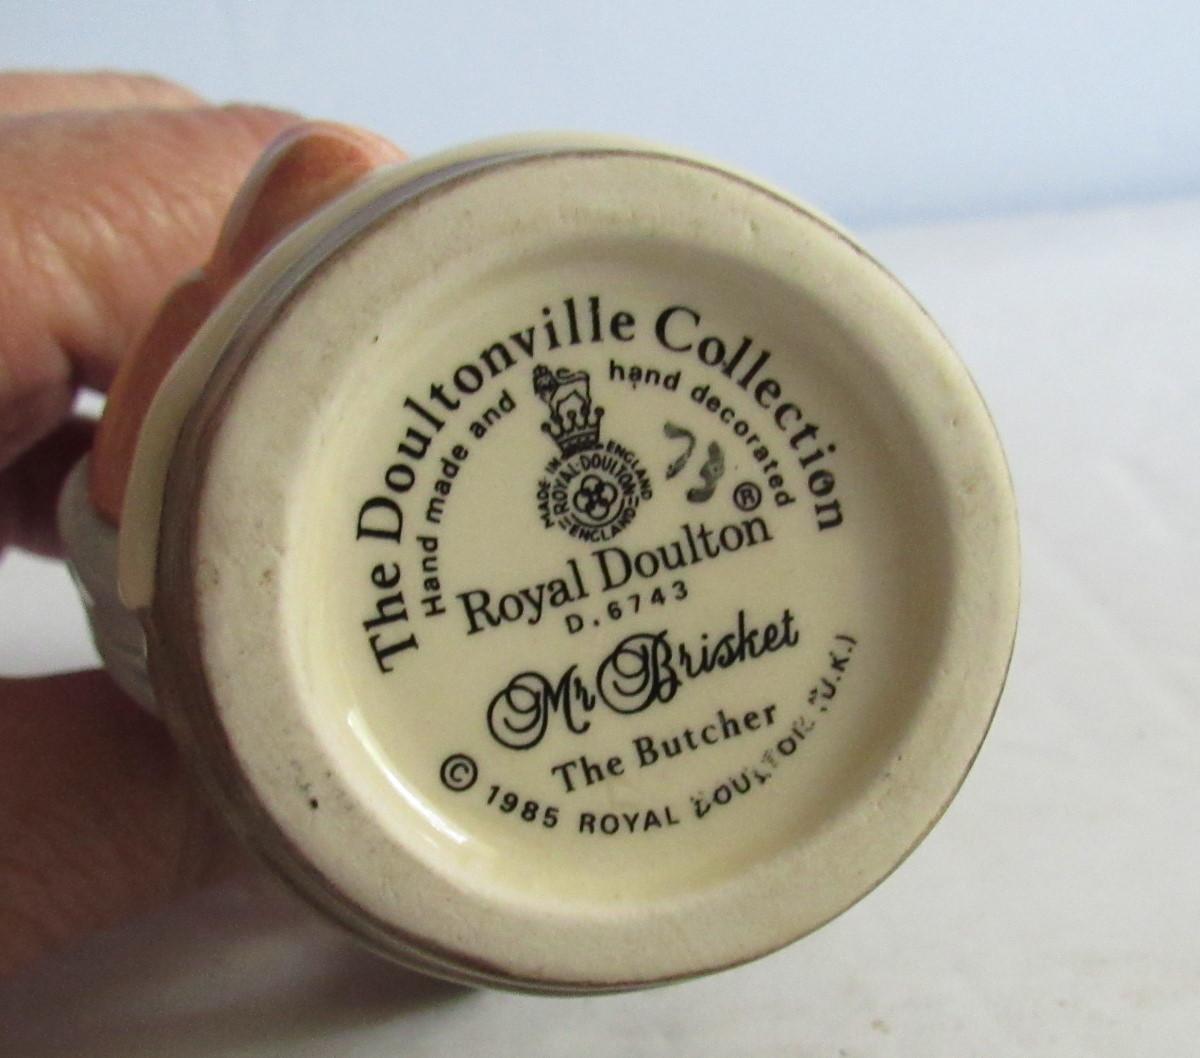 The Doultonville Collection
Hand made and hand decorated
MADE IN ENGLAND
ROYAL DOULTON
ENGLAND
Royal Doulton ®
D. 6743
Mr Brisket
The Butcher
© 1985 ROYAL DOULTON (U.K.)